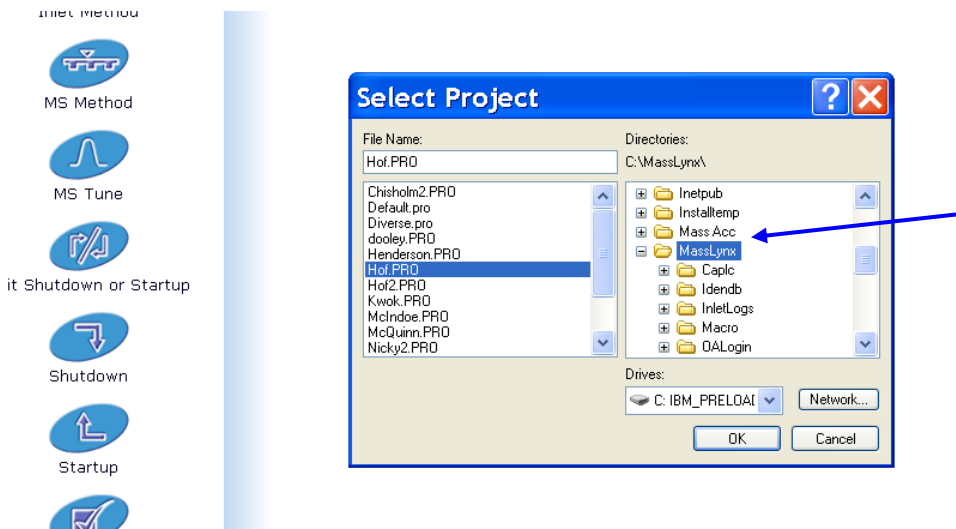 Inlet Method
MS Method
MS Tune
it Shutdown or Startup
Shutdown
Startup
Select Project
File Name:
Hof.PRO
Chisholm2.PRO
Default.pro
Diverse.pro
dooley.PRO
Henderson.PRO
Hof.PRO
Hof2.PRO
Kwok.PRO
McIndoe.PRO
McQuinn.PRO
Nicky2.PRO
Directories:
C:\MassLynx\
Inetpub
Installtemp
Mass Acc
MassLynx
Caplc
Idendb
InletLogs
Macro
OALogin
Drives:
C: IBM_PRELOA
Network...
OK
Cancel